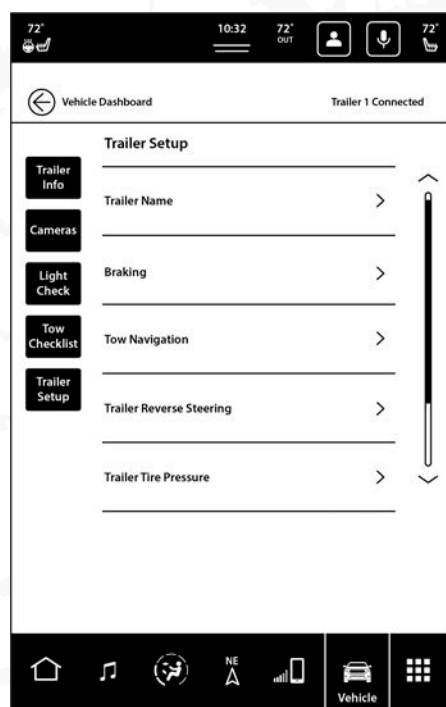 72°
10:32
72°
OUT
72°
Vehicle Dashboard
Trailer 1 Connected
Trailer Setup
Trailer
Info
Trailer Name
Cameras
Braking
Light
Check
Tow
Checklist
Tow Navigation
Trailer
Setup
Trailer Reverse Steering
Trailer Tire Pressure
NE
Vehicle